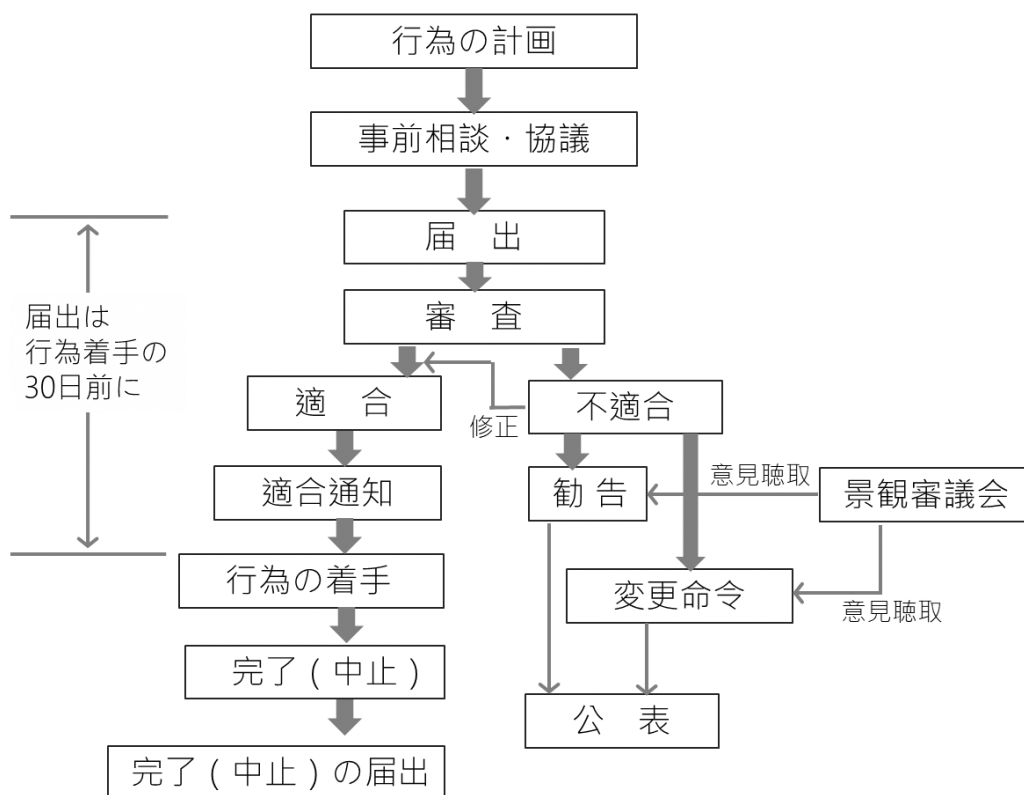 行為の計画
事前相談・協議
届　出
審　査
届出は
行為着手の
30日前に
適　合
不適合
修正
適合通知
勧 告
意見聴取
景観審議会
行為の着手
変更命令
意見聴取
完了（中止）
公　表
完了（中止）の届出